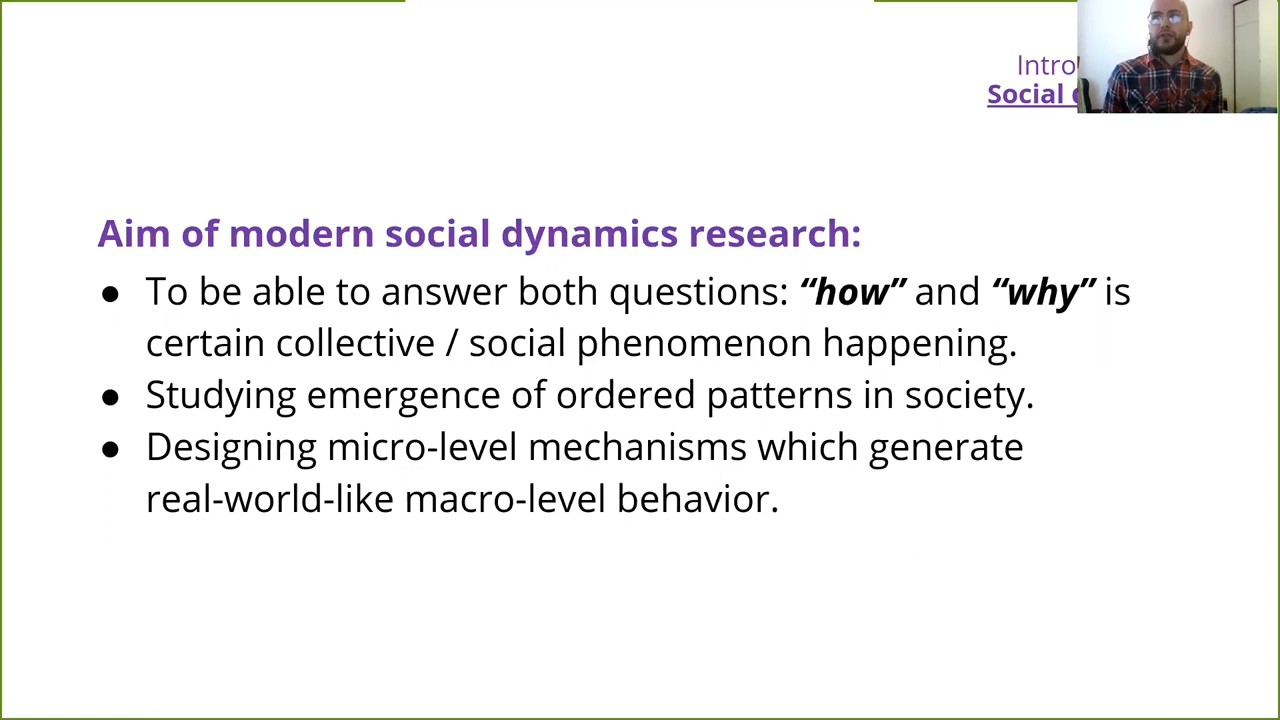 Intro
Social
Aim of modern social dynamics research:
● To be able to answer both questions: “how” and “why” is
certain collective / social phenomenon happening.
● Studying emergence of ordered patterns in society.
● Designing micro-level mechanisms which generate
real-world-like macro-level behavior.